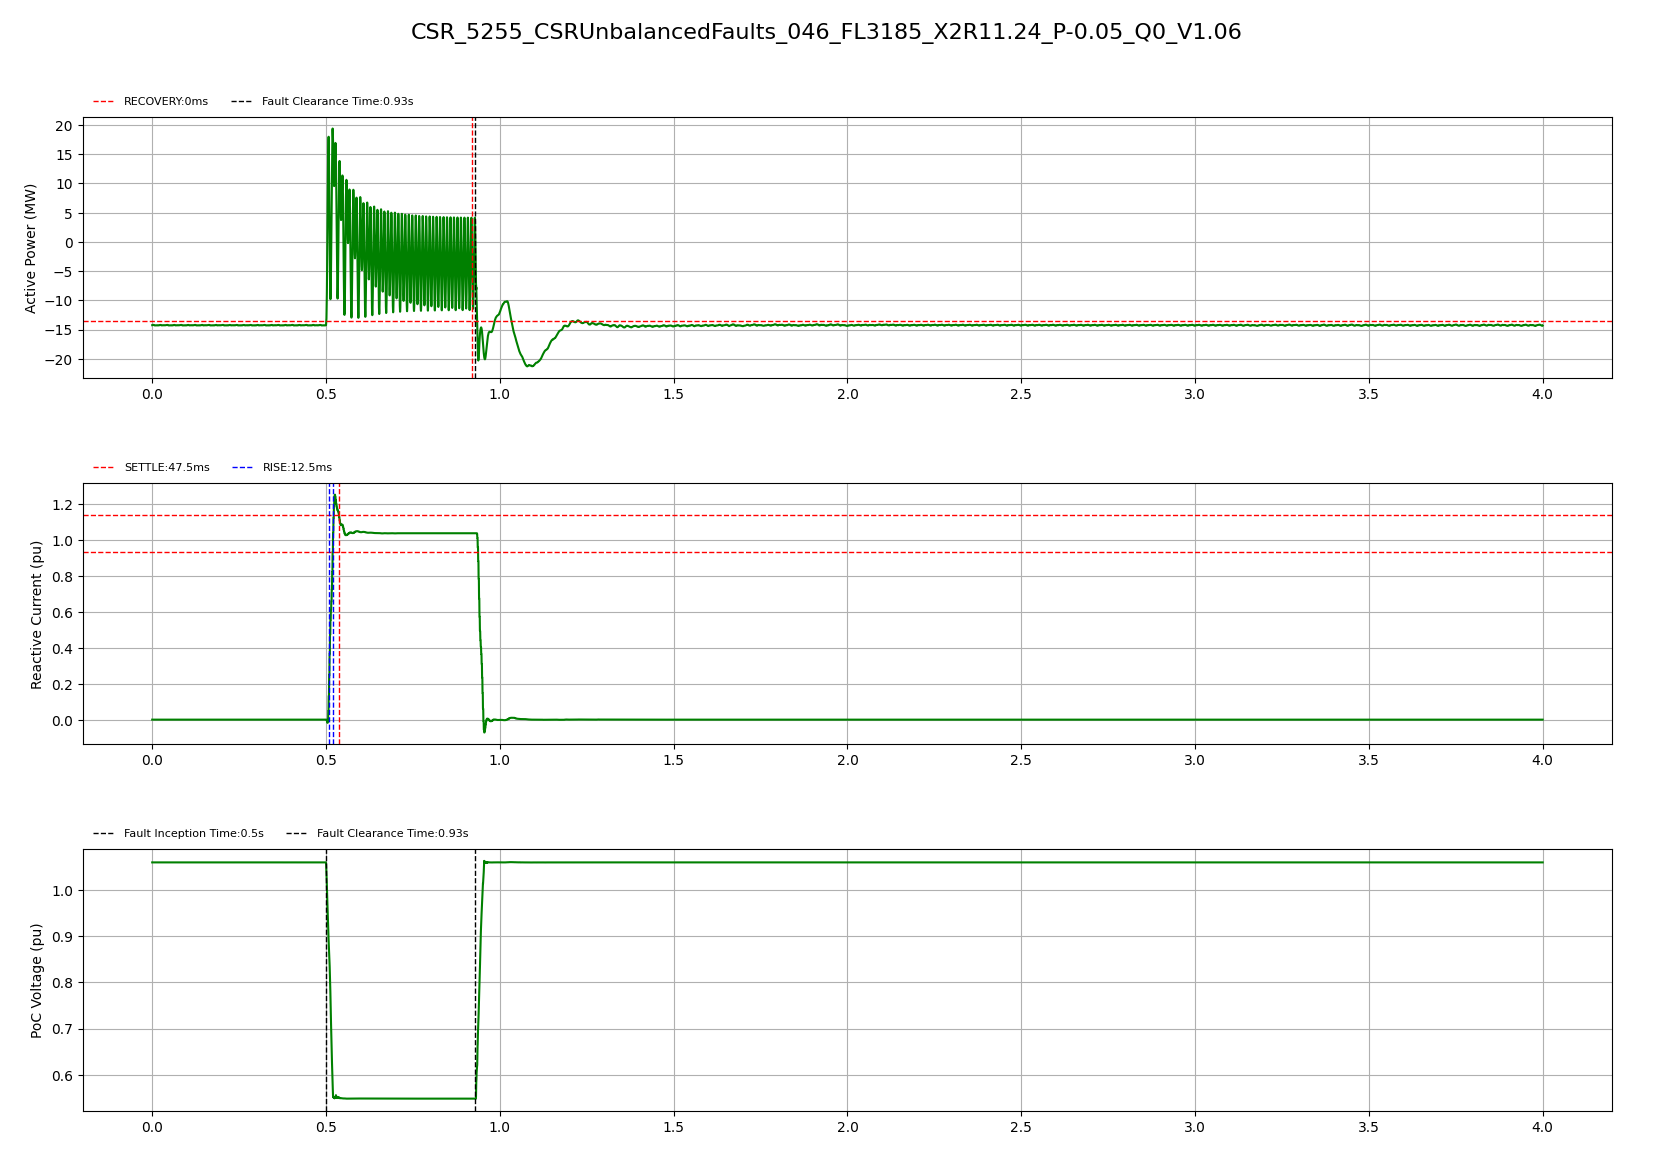 CSR_5255_CSRUnbalancedFaults_046_FL3185_X2R11.24_P-0.05_Q0_V1.06
RECOVERY:0ms Fault Clearance Time:0.93s
Active Power (MW)
20
15
10
5
0
−5
−10
−15
−20
0.0 0.5 1.0 1.5 2.0 2.5 3.0 3.5 4.0
SETTLE:47.5ms RISE:12.5ms
Reactive Current (pu)
1.2
1.0
0.8
0.6
0.4
0.2
0.0
0.0 0.5 1.0 1.5 2.0 2.5 3.0 3.5 4.0
Fault Inception Time:0.5s Fault Clearance Time:0.93s
PoC Voltage (pu)
1.0
0.9
0.8
0.7
0.6
0.0 0.5 1.0 1.5 2.0 2.5 3.0 3.5 4.0